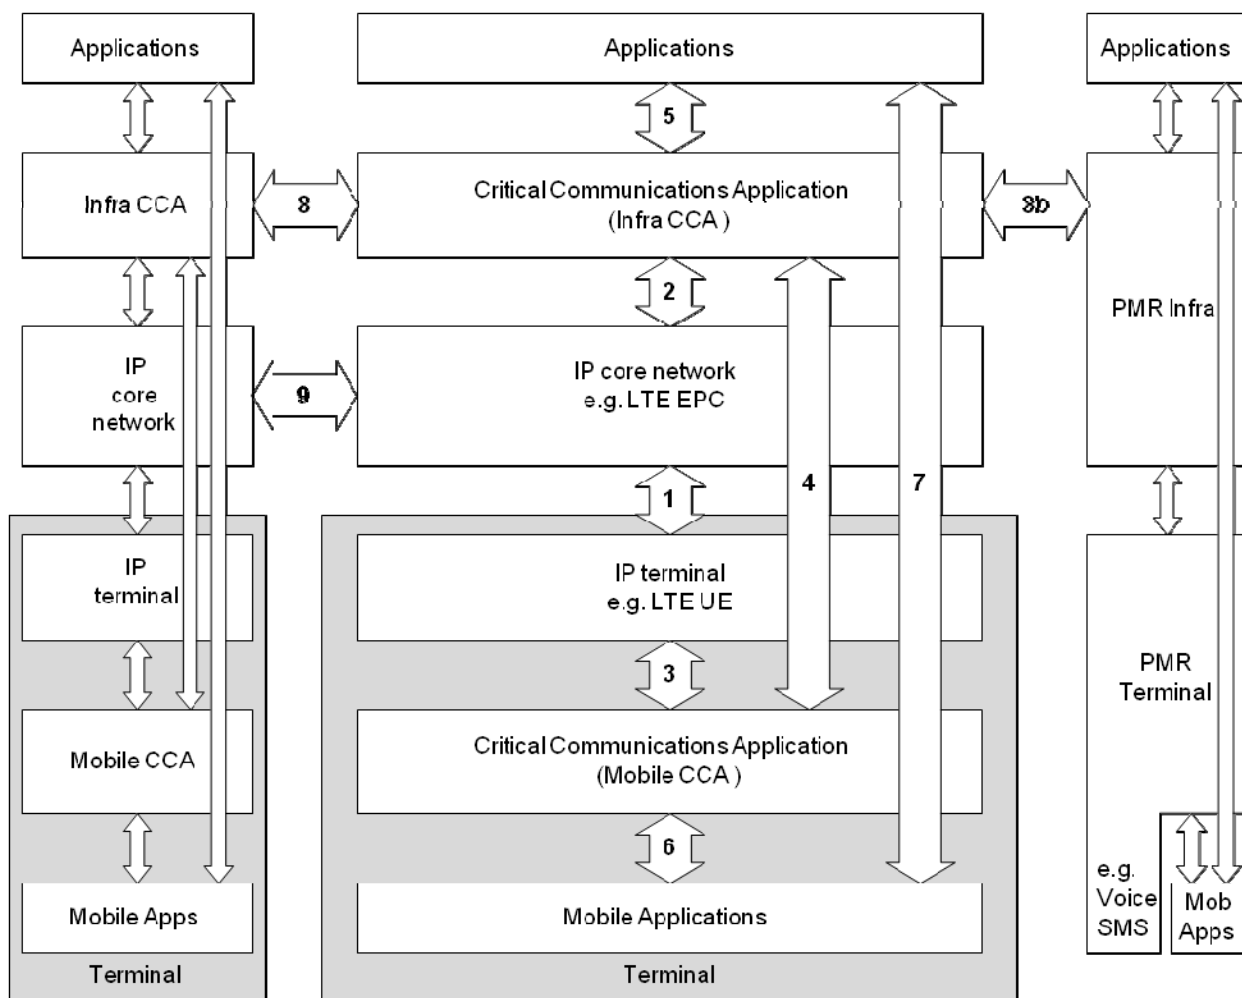 Applications
Applications
Applications
5
Infra CCA
8
Critical Communications Application
(Infra CCA )
8b
2
PMR Infra
IP
core
network
9
IP core network
e.g. LTE EPC
1
4
7
IP
terminal
IP terminal
e.g. LTE UE
3
PMR
Terminal
Mobile CCA
Critical Communications Application
(Mobile CCA )
6
e.g.
Voice
SMS
Mob
Apps
Mobile Apps
Mobile Applications
Terminal
Terminal